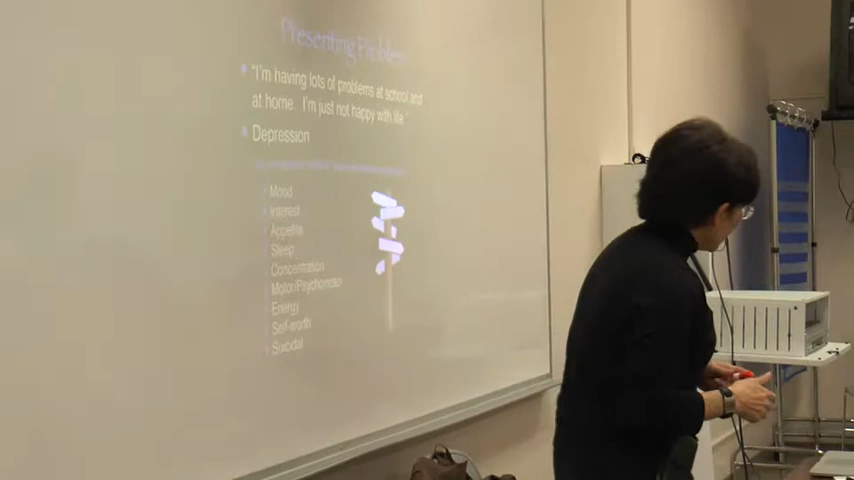 Presenting Problem
• "I'm having lots of problems at school and
at home. I'm just not happy with life."
• Depression
• Mood
• Interest
• Appetite
• Sleep
• Concentration
• Motor/Psychomotor
• Energy
• Self-worth
• Suicidal